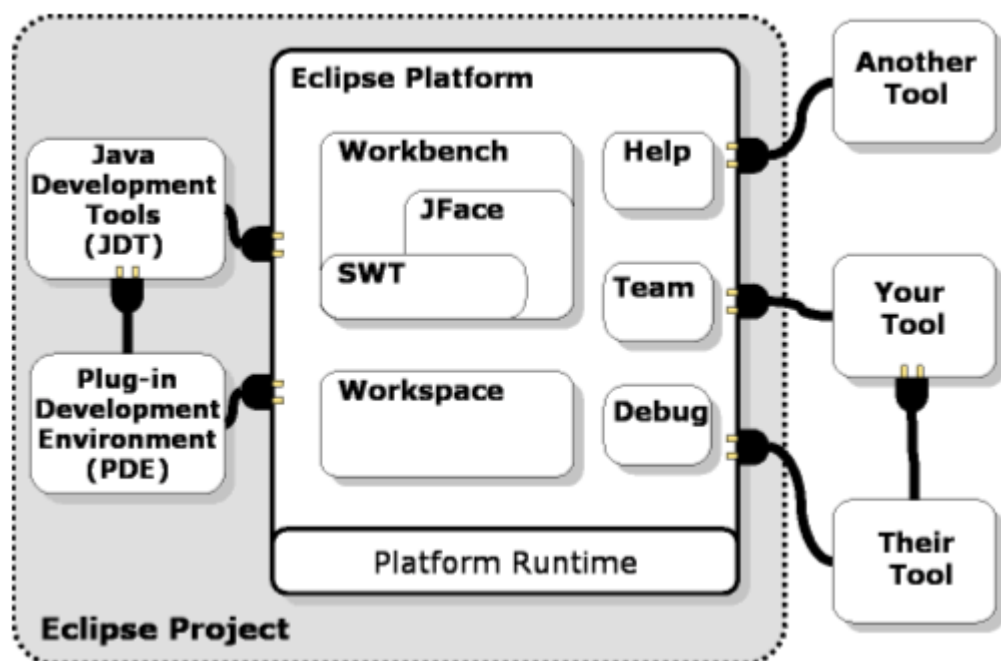 Eclipse Platform
Another
Tool
Java
Development
Tools
(JDT)
Workbench
JFace
SWT
Help
Team
Your
Tool
Plug-in
Development
Environment
(PDE)
Workspace
Debug
Their
Tool
Platform Runtime
Eclipse Project